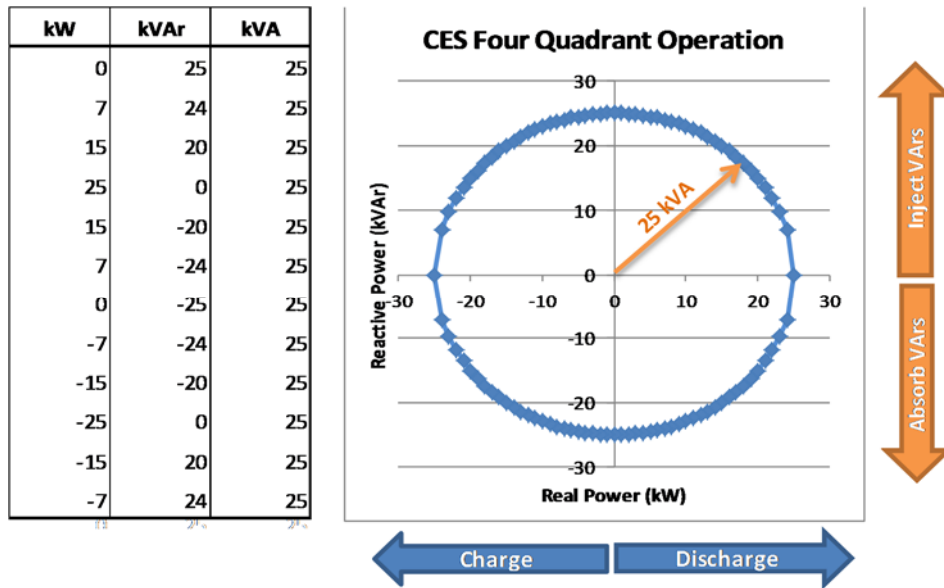 kW kVAr kVA
0 25 25
7 24 25
15 20 25
25 0 25
15 -20 25
7 -24 25
0 -25 25
-7 -24 25
-15 -20 25
-25 0 25
-15 20 25
-7 24 25
CES Four Quadrant Operation
30
20
10
0
-30 -20 -10 0 10 20 30
-10
-20
-30
25 kVA
Reactive Power (kVAr)
Real Power (kW)
Inject VArs
Absorb VArs
Charge
Discharge